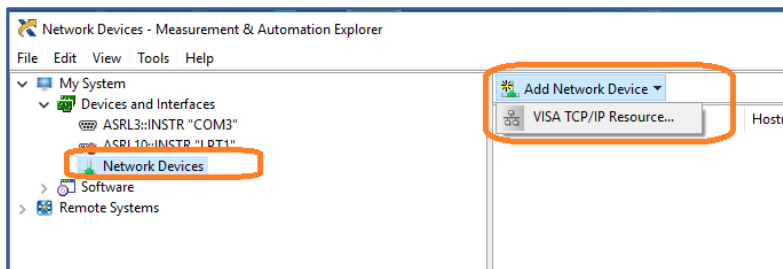 Network Devices - Measurement & Automation Explorer
File Edit View Tools Help
My System
Devices and Interfaces
ASRL3::INSTR "COM3"
ASRL10::INSTR "LPT1"
Network Devices
Software
Remote Systems
Add Network Device
VISA TCP/IP Resource...